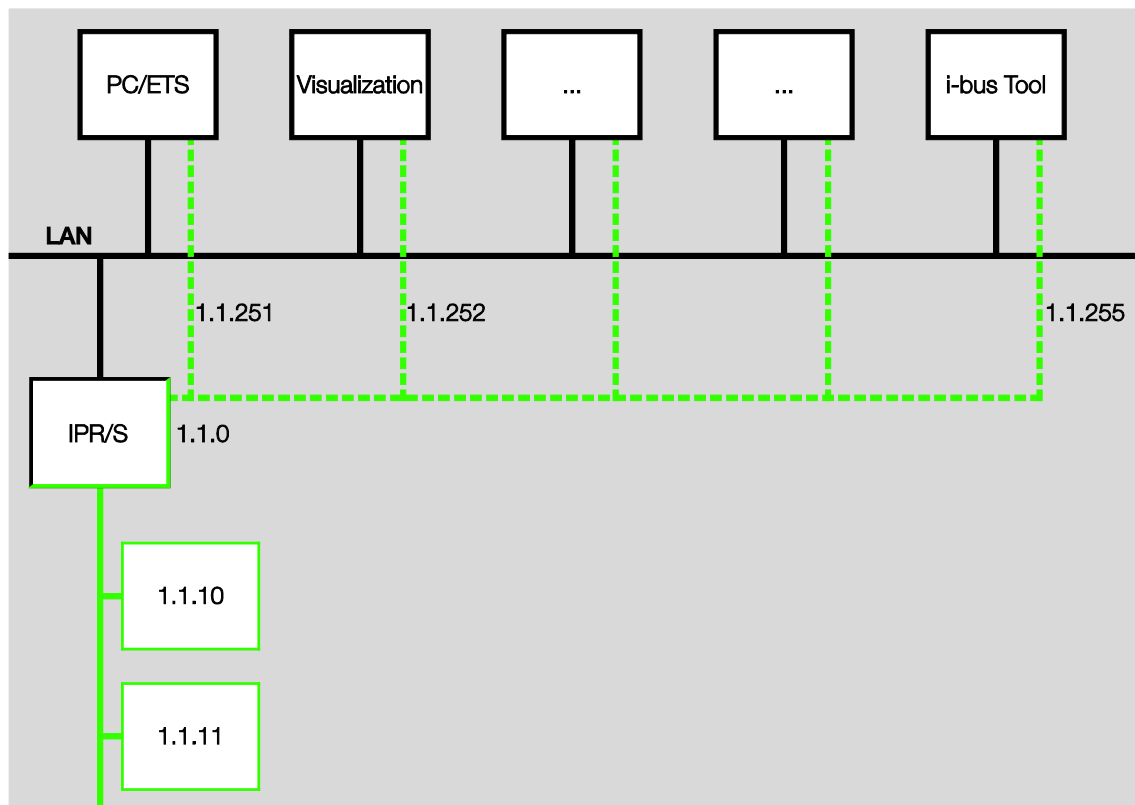 PC/ETS
Visualization
...
...
i-bus Tool
LAN
1.1.251
1.1.252
1.1.255
IPR/S
1.1.0
1.1.10
1.1.11